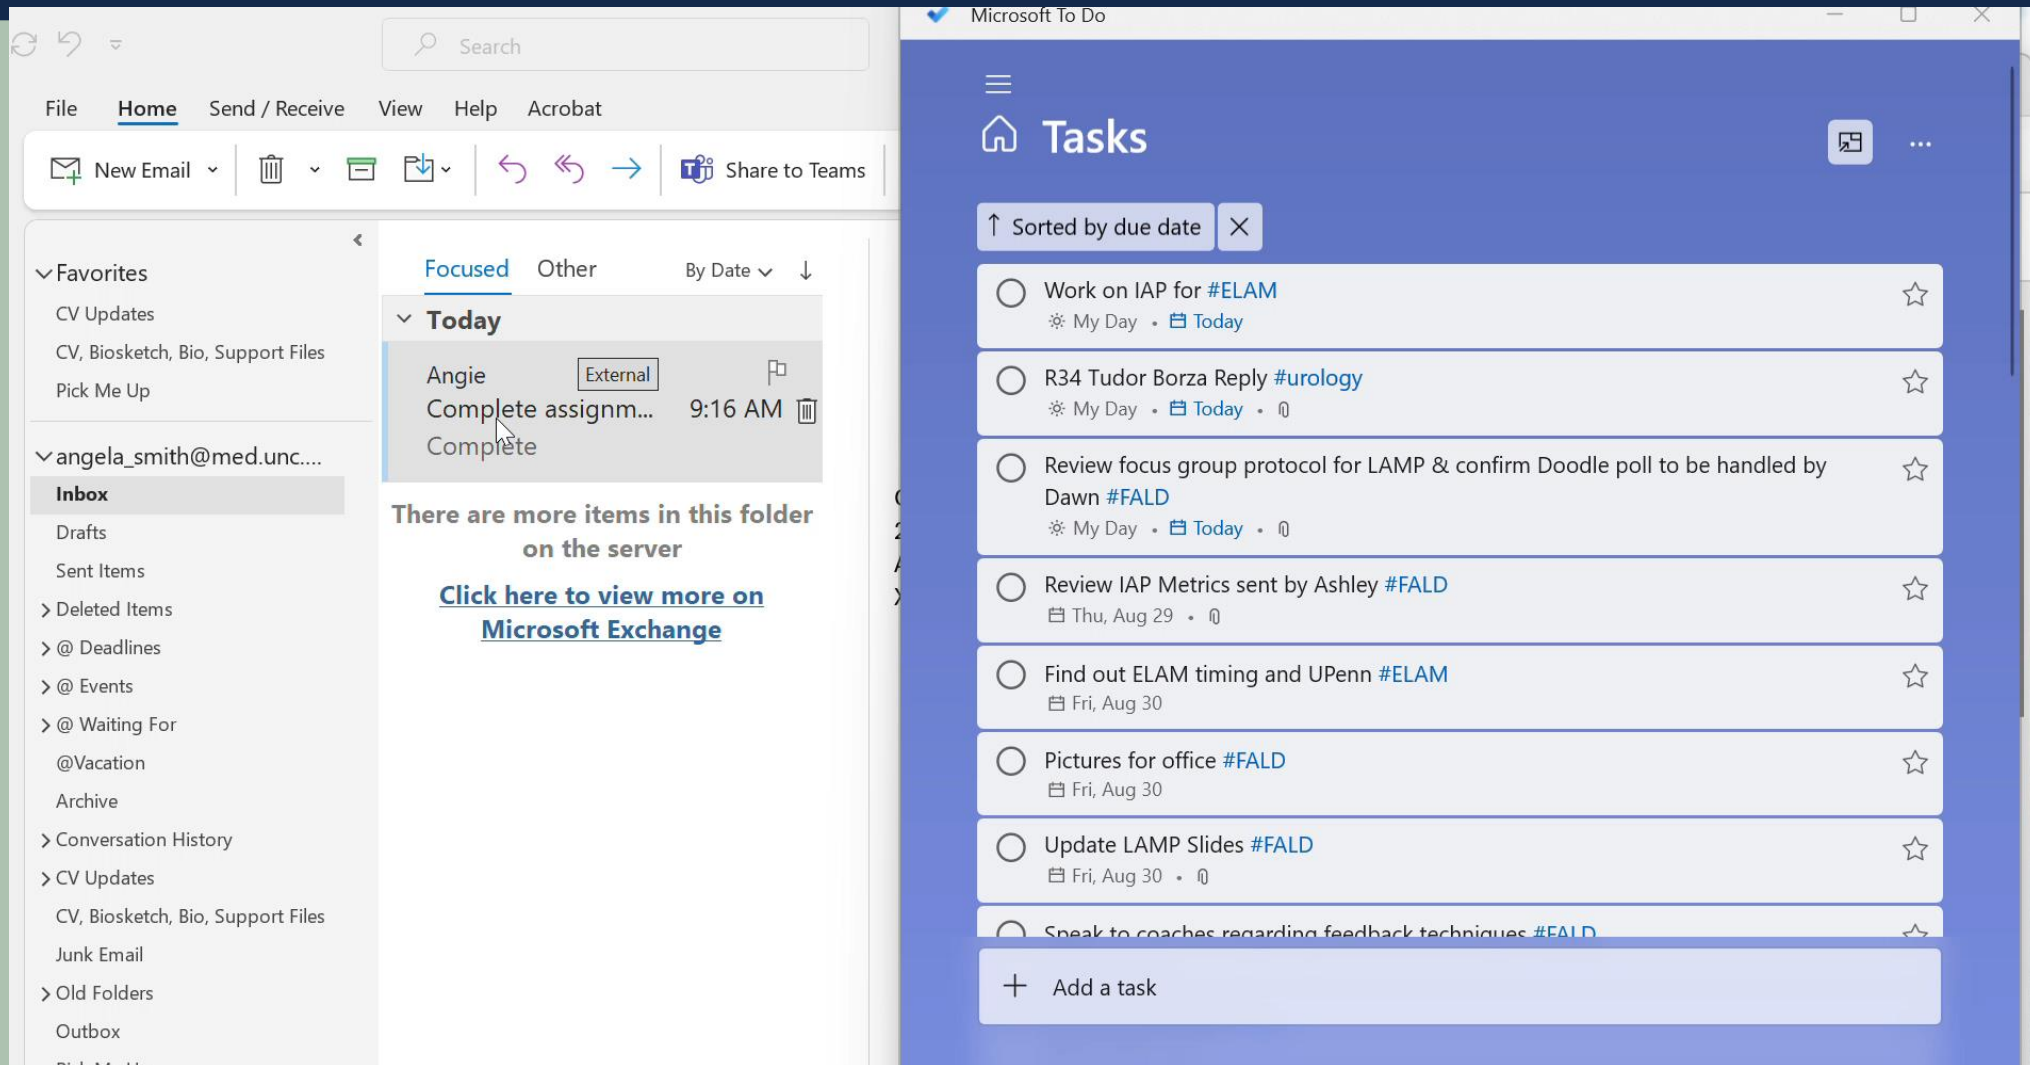 Search
File Home Send / Receive View Help Acrobat
New Email Share to Teams
Favorites
CV Updates
CV, Biosketch, Bio, Support Files
Pick Me Up
angela_smith@med.unc....
Inbox
Drafts
Sent Items
Deleted Items
@ Deadlines
@ Events
@ Waiting For
@Vacation
Archive
Conversation History
CV Updates
CV, Biosketch, Bio, Support Files
Junk Email
Old Folders
Outbox
Focused Other By Date
Today
Angie External
Complete assignm... 9:16 AM
Complete
There are more items in this folder
on the server
Click here to view more on
Microsoft Exchange
Microsoft To Do
Tasks
Sorted by due date
Work on IAP for #ELAM
My Day • Today
R34 Tudor Borza Reply #urology
My Day • Today •
Review focus group protocol for LAMP & confirm Doodle poll to be handled by
Dawn #FALD
My Day • Today •
Review IAP Metrics sent by Ashley #FALD
Thu, Aug 29 •
Find out ELAM timing and UPenn #ELAM
Fri, Aug 30
Pictures for office #FALD
Fri, Aug 30
Update LAMP Slides #FALD
Fri, Aug 30 •
Speak to coaches regarding feedback techniques #FALD
Add a task